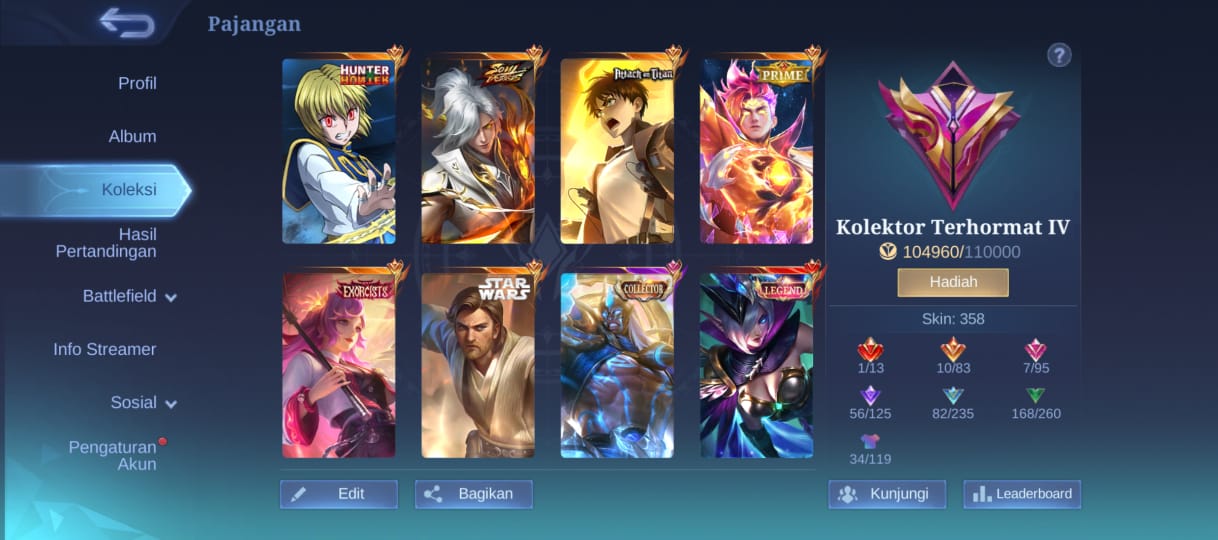 Pajangan
Profil
Album
Koleksi
Hasil
Pertandingan
Battlefield
Info Streamer
Sosial
Pengaturan
Akun
HUNTER
HUNTER
SOUL
Attack on Titan
PRIME
EXORCISTS
STAR
WARS
COLLECTOR
LEGEND
Edit
Bagikan
?
Kolektor Terhormat IV
104960/110000
Hadiah
Skin: 358
1/13
10/83
7/95
56/125
82/235
168/260
34/119
Kunjungi
Leaderboard